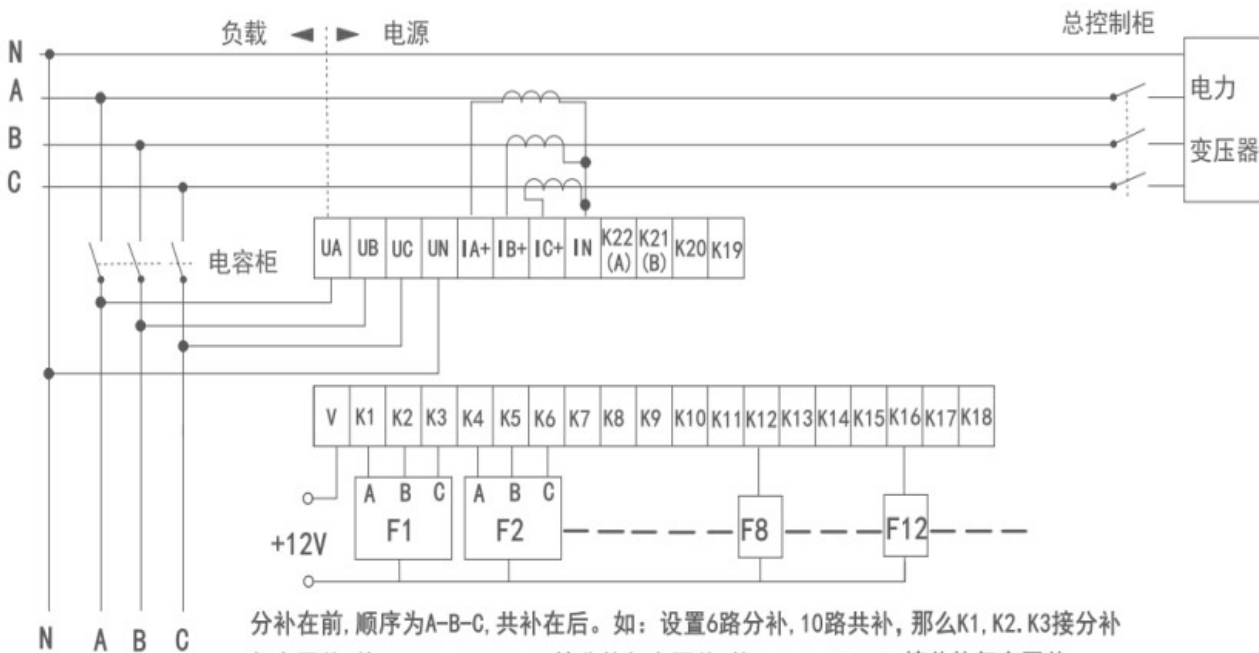 负载 电源
总控制柜
N
A
B
C
电力
变压器
电容柜
UA UB UC UN IA+ IB+ IC+ IN K22(A) K21(B) K20 K19
V K1 K2 K3 K4 K5 K6 K7 K8 K9 K10 K11 K12 K13 K14 K15 K16 K17 K18
A B C A B C
F1 F2 F8 F12
+12V
N A B C
分补在前,顺序为A-B-C,共补在后。如：设置6路分补,10路共补，那么K1,K2.K3接分补